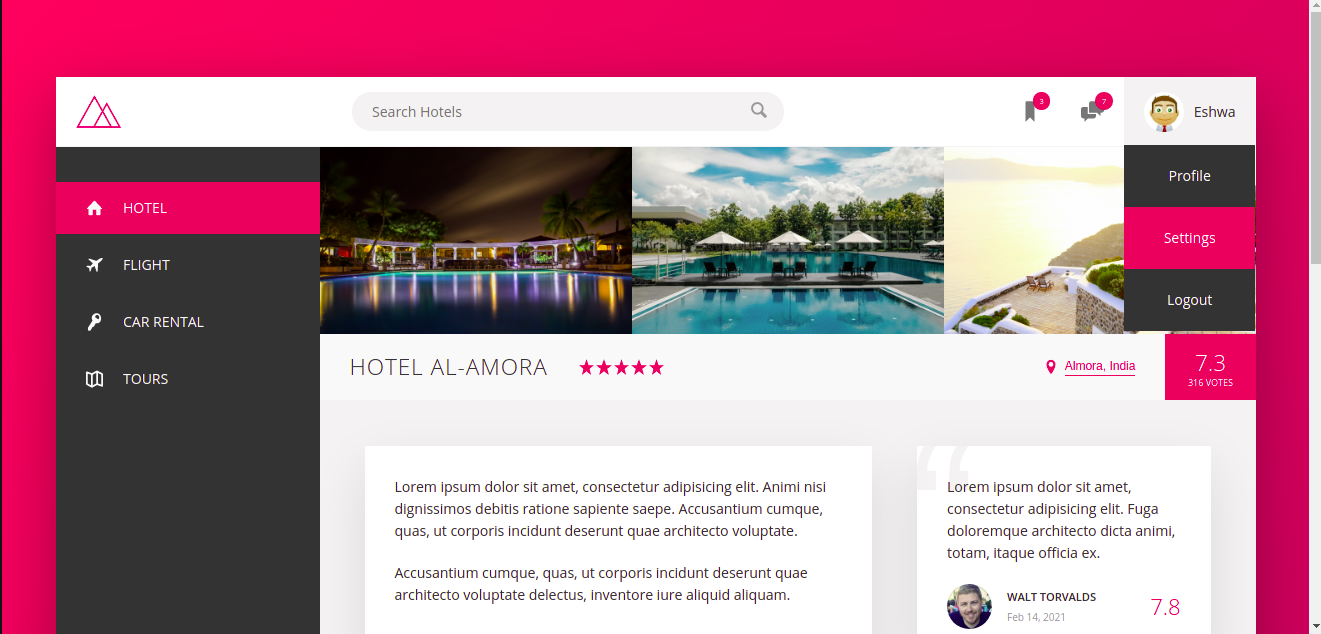 Search Hotels
3
7
Eshwa
Profile
Settings
Logout
HOTEL
FLIGHT
CAR RENTAL
TOURS
HOTEL AL-AMORA
Almora, India
7.3
316 VOTES
Lorem ipsum dolor sit amet, consectetur adipisicing elit. Animi nisi
dignissimos debitis ratione sapiente saepe. Accusantium cumque,
quas, ut corporis incidunt deserunt quae architecto voluptate.
Accusantium cumque, quas, ut corporis incidunt deserunt quae
architecto voluptate delectus, inventore iure aliquid aliquam.
“
Lorem ipsum dolor sit amet,
consectetur adipisicing elit. Fuga
doloremque architecto dicta animi,
totam, itaque officia ex.
WALT TORVALDS
Feb 14, 2021
7.8